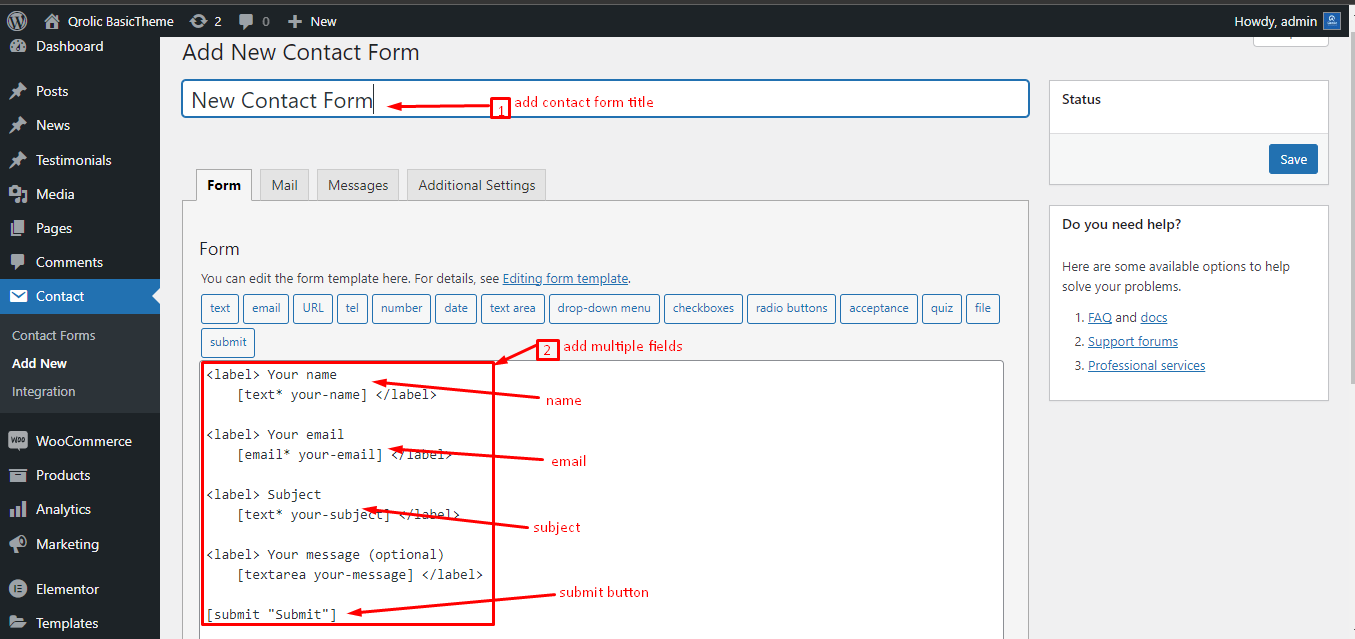 Qrolic BasicTheme 2 0 New Howdy, admin
Dashboard
Posts
News
Testimonials
Media
Pages
Comments
Contact
Contact Forms
Add New
Integration
WooCommerce
Products
Analytics
Marketing
Elementor
Templates
Add New Contact Form
New Contact Form
1 add contact form title
Form Mail Messages Additional Settings
Form
You can edit the form template here. For details, see Editing form template.
text email URL tel number date text area drop-down menu checkboxes radio buttons acceptance quiz file
submit
2 add multiple fields
<label> Your name
[text* your-name] </label>
name
<label> Your email
[email* your-email] </label>
email
<label> Subject
[text* your-subject] </label>
subject
<label> Your message (optional)
[textarea your-message] </label>
submit button
[submit "Submit"]
Status
Save
Do you need help?
Here are some available options to help
solve your problems.
1. FAQ and docs
2. Support forums
3. Professional services